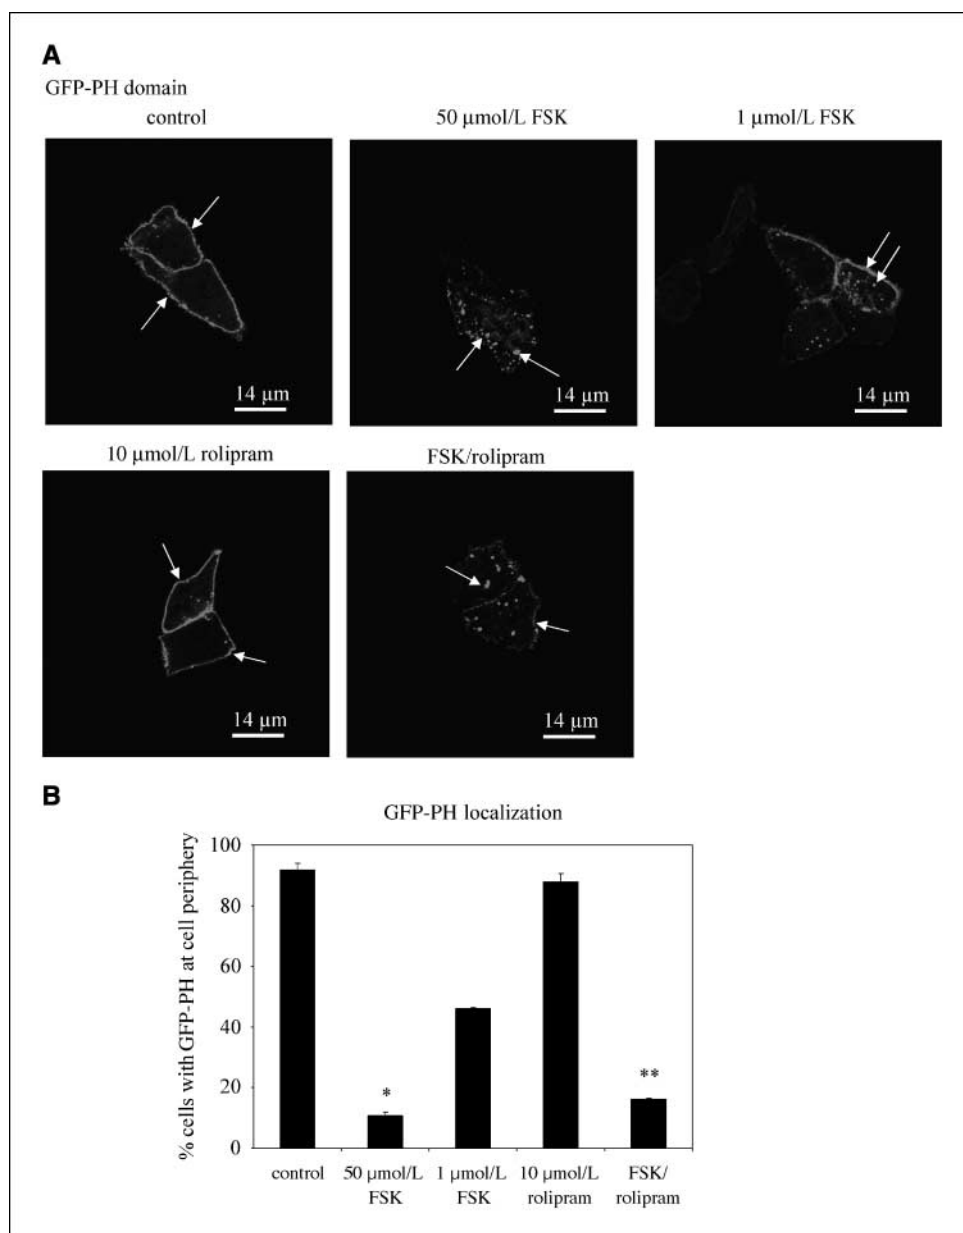 A
GFP-PH domain
control
50 µmol/L FSK
1 µmol/L FSK
14 µm
14 µm
14 µm
10 µmol/L rolipram
FSK/rolipram
14 µm
14 µm
B
GFP-PH localization
% cells with GFP-PH at cell periphery
100
80
60
40
20
0
*
**
control
50 µmol/L
FSK
1 µmol/L
FSK
10 µmol/L
rolipram
FSK/
rolipram